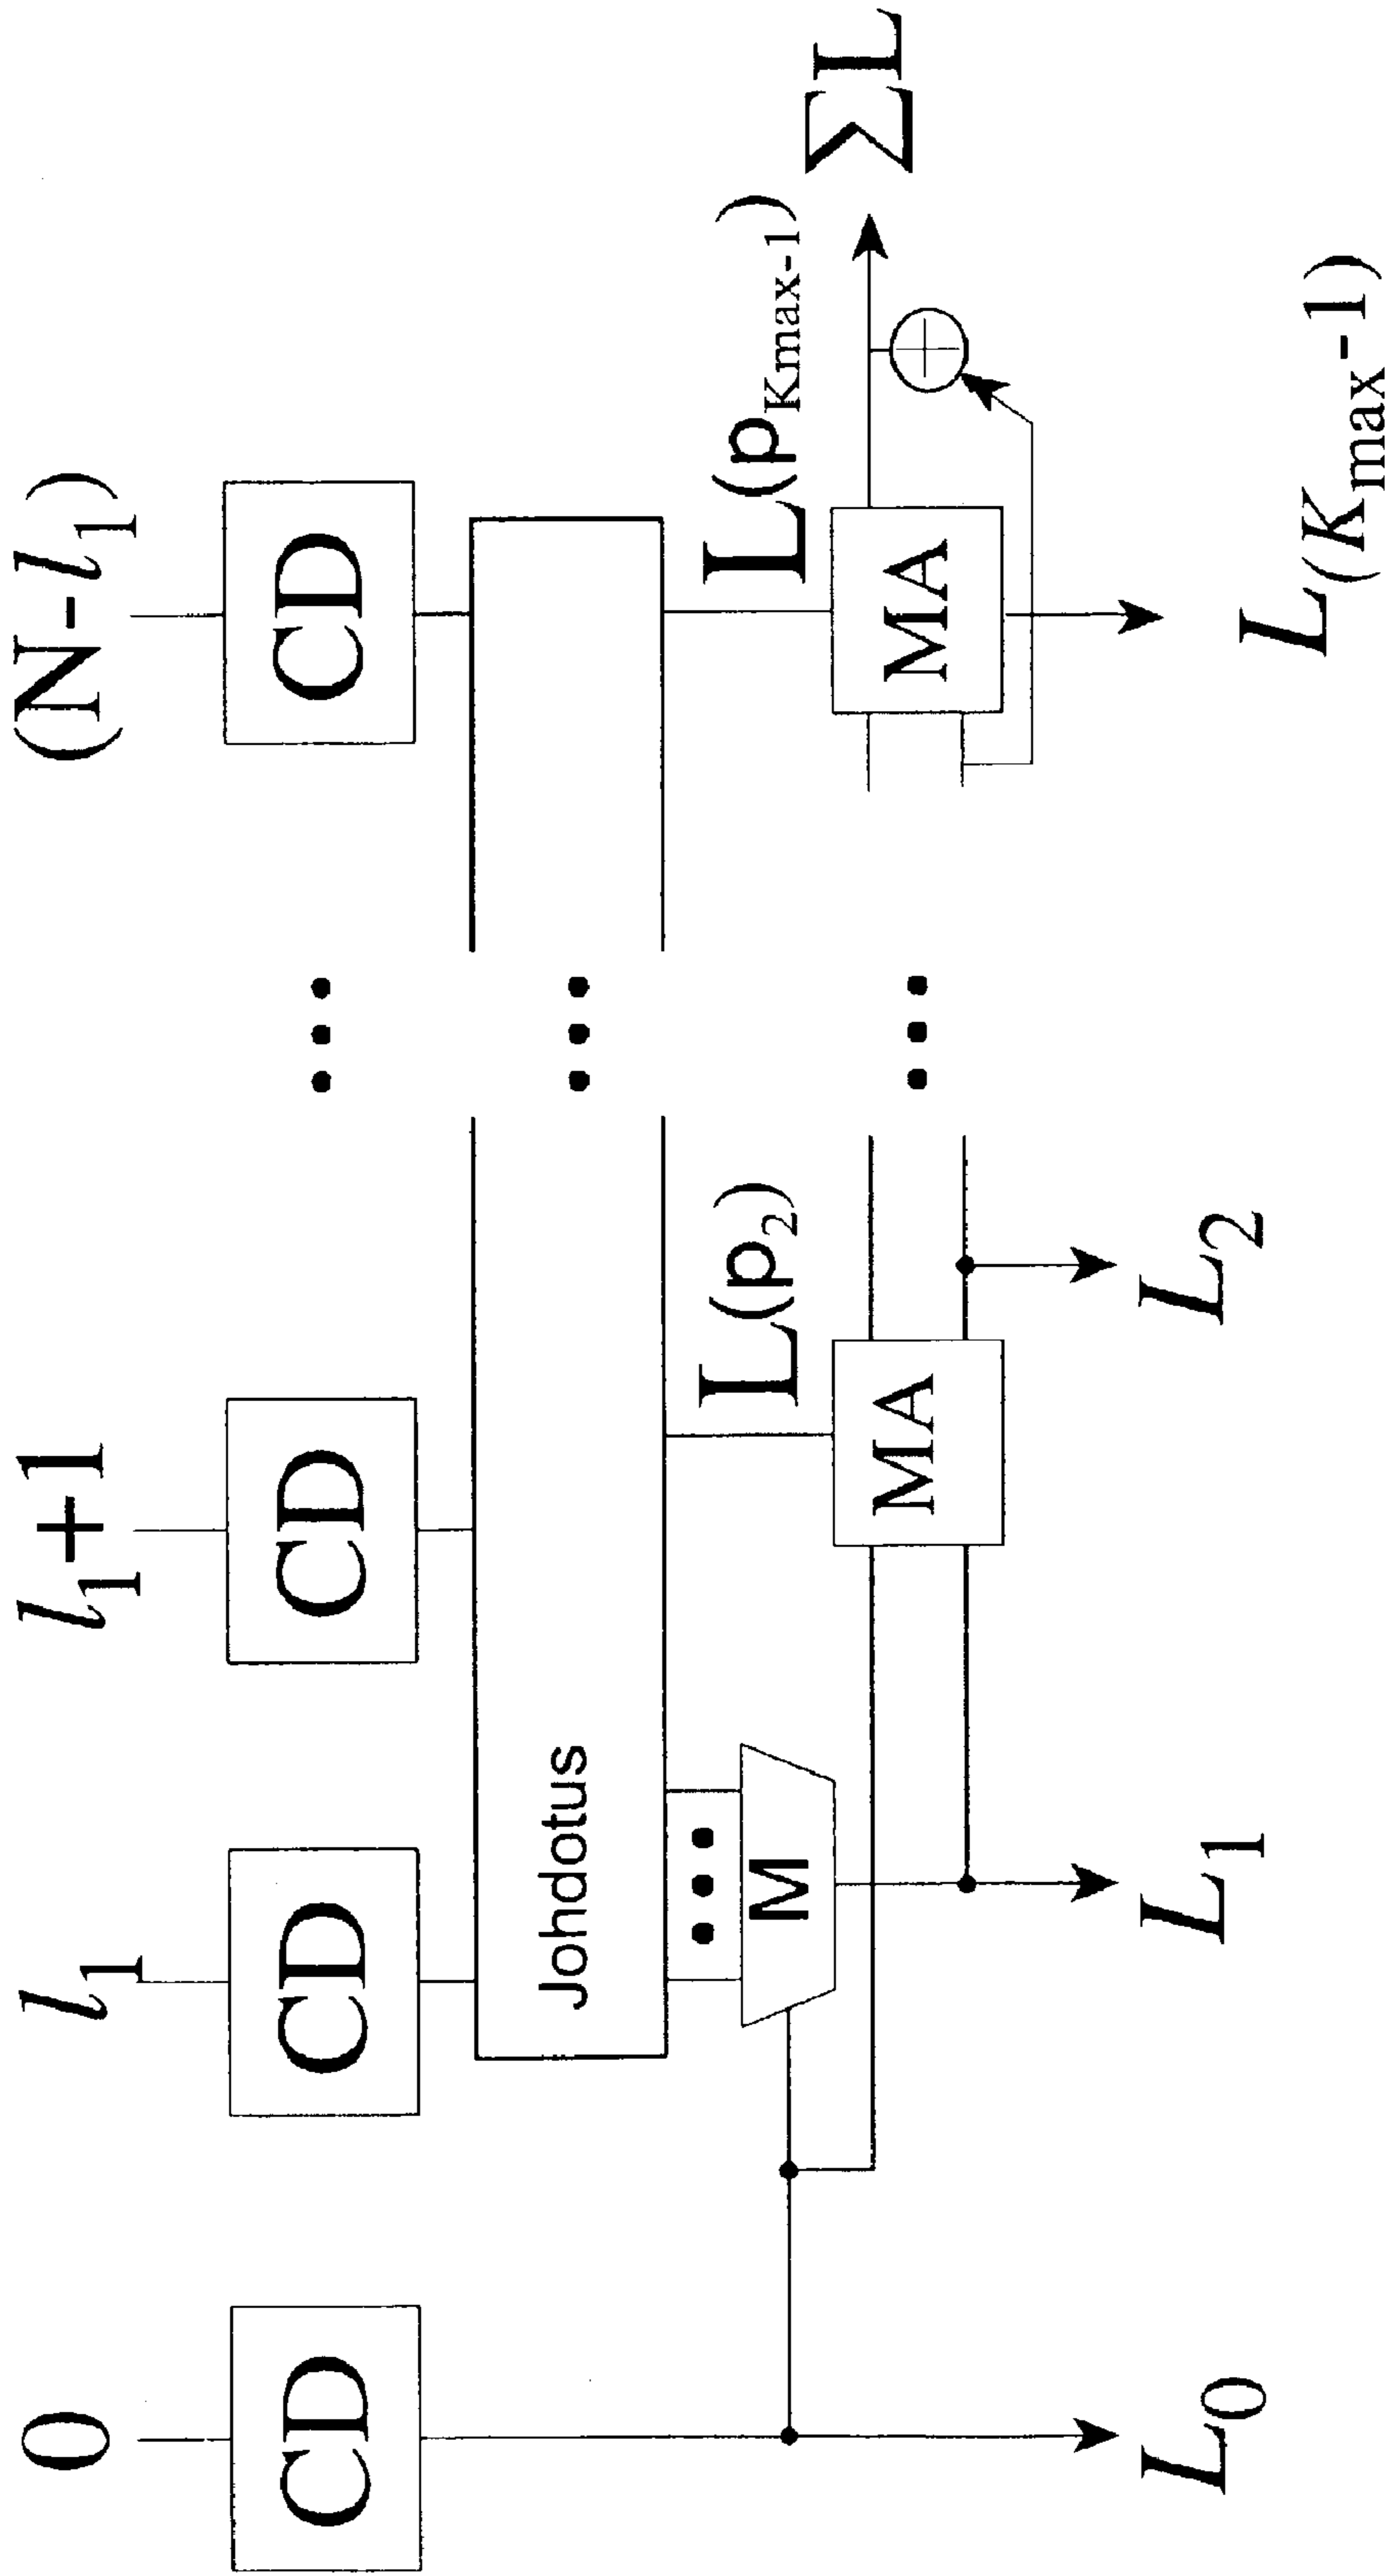 0 l₁ l₁+1 (N-l₁)
CD CD CD CD
Johdotus
M L(p₂) L(p_Kmax-1) ΣL
MA MA
L₀ L₁ L₂ L(Kmax-1)